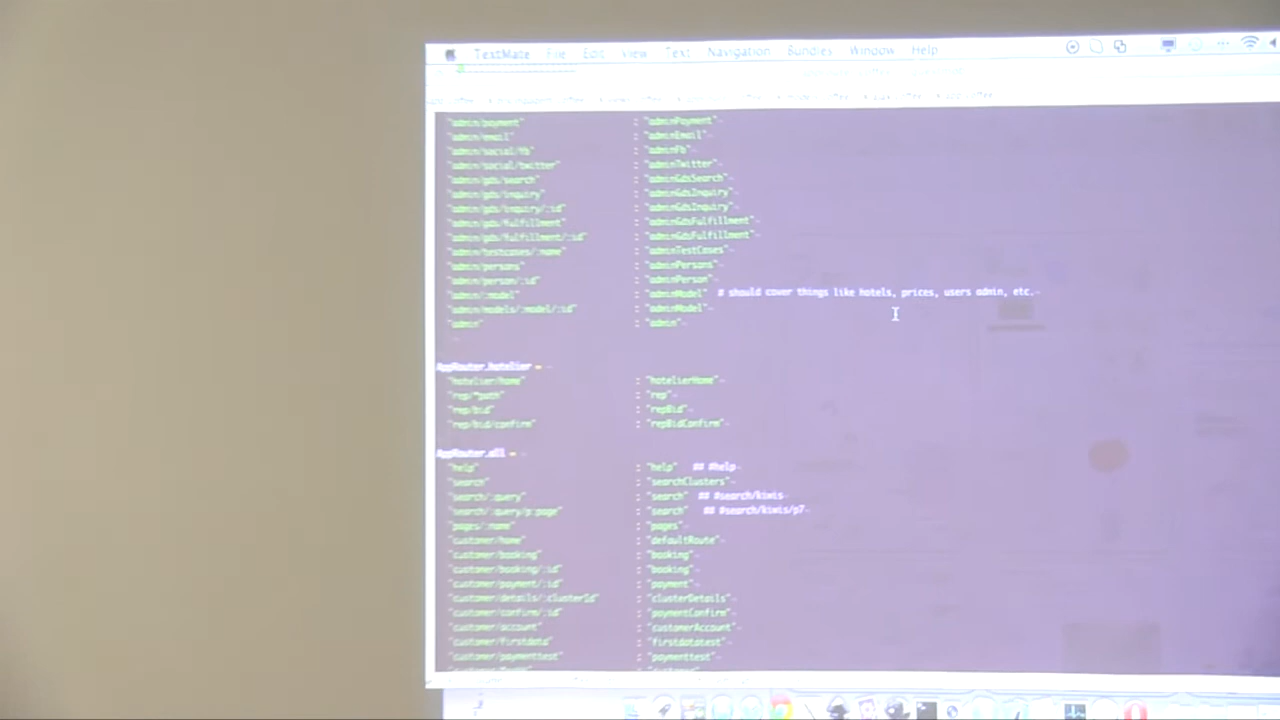 TextMate File Edit View Text Navigation Bundles Window Help
"admin/payment" : "adminPayment"
"admin/email" : "adminEmail"
"admin/social/fb" : "adminFb"
"admin/social/twitter" : "adminTwitter"
"admin/gds/search" : "adminGdsSearch"
"admin/gds/inquiry" : "adminGdsInquiry"
"admin/gds/inquiry/:id" : "adminGdsInquiry"
"admin/gds/fulfillment" : "adminGdsFulfillment"
"admin/gds/fulfillment/:id" : "adminGdsFulfillment"
"admin/testcases/:name" : "adminTestCases"
"admin/persons" : "adminPersons"
"admin/person/:id" : "adminPerson"
"admin/:model" : "adminModel" # should cover things like hotels, prices, users admin, etc.
"admin/models/:model/:id" : "adminModel"
"admin" : "admin"
AppRouter.hotelier =
"hotelier/home" : "hotelierHome"
"rep/*path" : "rep"
"rep/bid" : "repBid"
"rep/bid/confirm" : "repBidConfirm"
AppRouter.all =
"help" : "help" ## #help
"search" : "searchClusters"
"search/:query" : "search" ## #search/kiwis
"search/:query/p:page" : "search" ## #search/kiwis/p7
"pages/:name" : "pages"
"customer/home" : "defaultRoute"
"customer/booking" : "booking"
"customer/booking/:id" : "booking"
"customer/payment/:id" : "payment"
"customer/details/:clusterId" : "clusterDetails"
"customer/confirm/:id" : "paymentConfirm"
"customer/account" : "customerAccount"
"customer/firstdata" : "firstdatatest"
"customer/paymenttest" : "paymenttest"